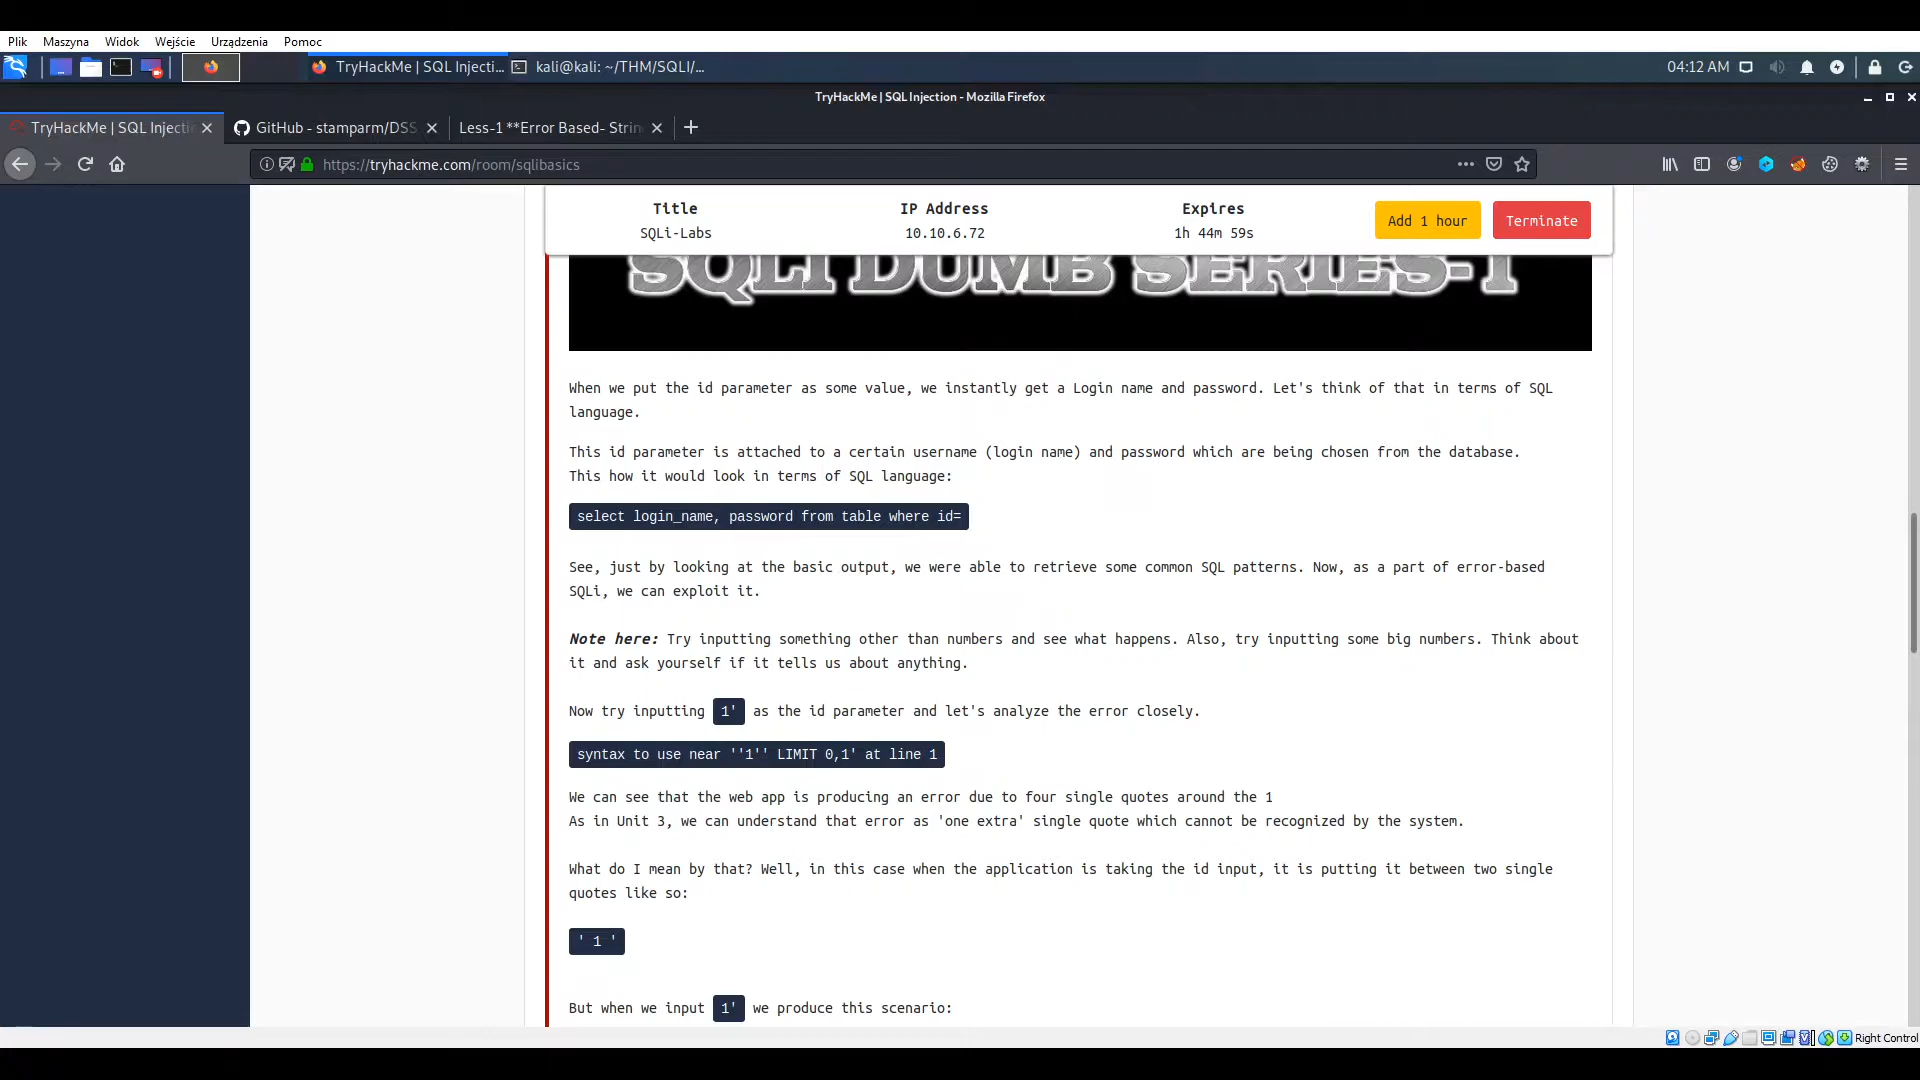 Plik Maszyna Widok Wejście Urządzenia Pomoc
TryHackMe | SQL Injecti... kali@kali: ~/THM/SQLI/... 04:12 AM
TryHackMe | SQL Injection - Mozilla Firefox
TryHackMe | SQL Injecti GitHub - stamparm/DSS Less-1 **Error Based- Strin
https://tryhackme.com/room/sqlibasics
Title IP Address Expires
SQLi-Labs 10.10.6.72 1h 44m 59s Add 1 hour Terminate
SQLI DUMB SERIES-1
When we put the id parameter as some value, we instantly get a Login name and password. Let's think of that in terms of SQL
language.
This id parameter is attached to a certain username (login name) and password which are being chosen from the database.
This how it would look in terms of SQL language:
select login_name, password from table where id=
See, just by looking at the basic output, we were able to retrieve some common SQL patterns. Now, as a part of error-based
SQLi, we can exploit it.
Note here: Try inputting something other than numbers and see what happens. Also, try inputting some big numbers. Think about
it and ask yourself if it tells us about anything.
Now try inputting 1' as the id parameter and let's analyze the error closely.
syntax to use near ''1'' LIMIT 0,1' at line 1
We can see that the web app is producing an error due to four single quotes around the 1
As in Unit 3, we can understand that error as 'one extra' single quote which cannot be recognized by the system.
What do I mean by that? Well, in this case when the application is taking the id input, it is putting it between two single
quotes like so:
' 1 '
But when we input 1' we produce this scenario:
Right Control